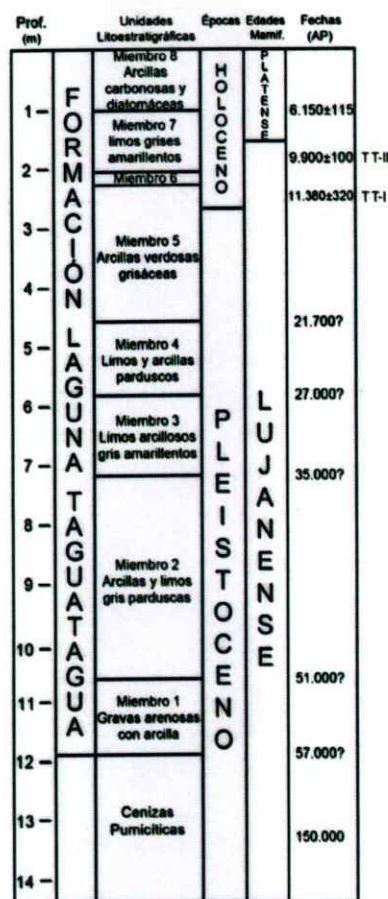 Prof. (m)
Unidades Litoestratigráficas
Épocas
Edades Mamif.
Fechas (AP)
FORMACIÓN LAGUNA TAGUATAGUA
Miembro 8
Arcillas
carbonosas y
diatomáceas
Miembro 7
limos grises
amarillentos
Miembro 6
Miembro 5
Arcillas verdosas
grisáceas
Miembro 4
Limos y arcillas
parduscos
Miembro 3
Limos arcillosos
gris amarillentos
Miembro 2
Arcillas y limos
gris parduscas
Miembro 1
Gravas arenosas
con arcilla
Cenizas
Pumicíticas
HOLOCENO
PLEISTOCENO
PLATENSE
LUJANENSE
6.150±115
9.900±100 TT-II
11.380±320 TT-I
21.700?
27.000?
35.000?
51.000?
57.000?
150.000
1
2
3
4
5
6
7
8
9
10
11
12
13
14